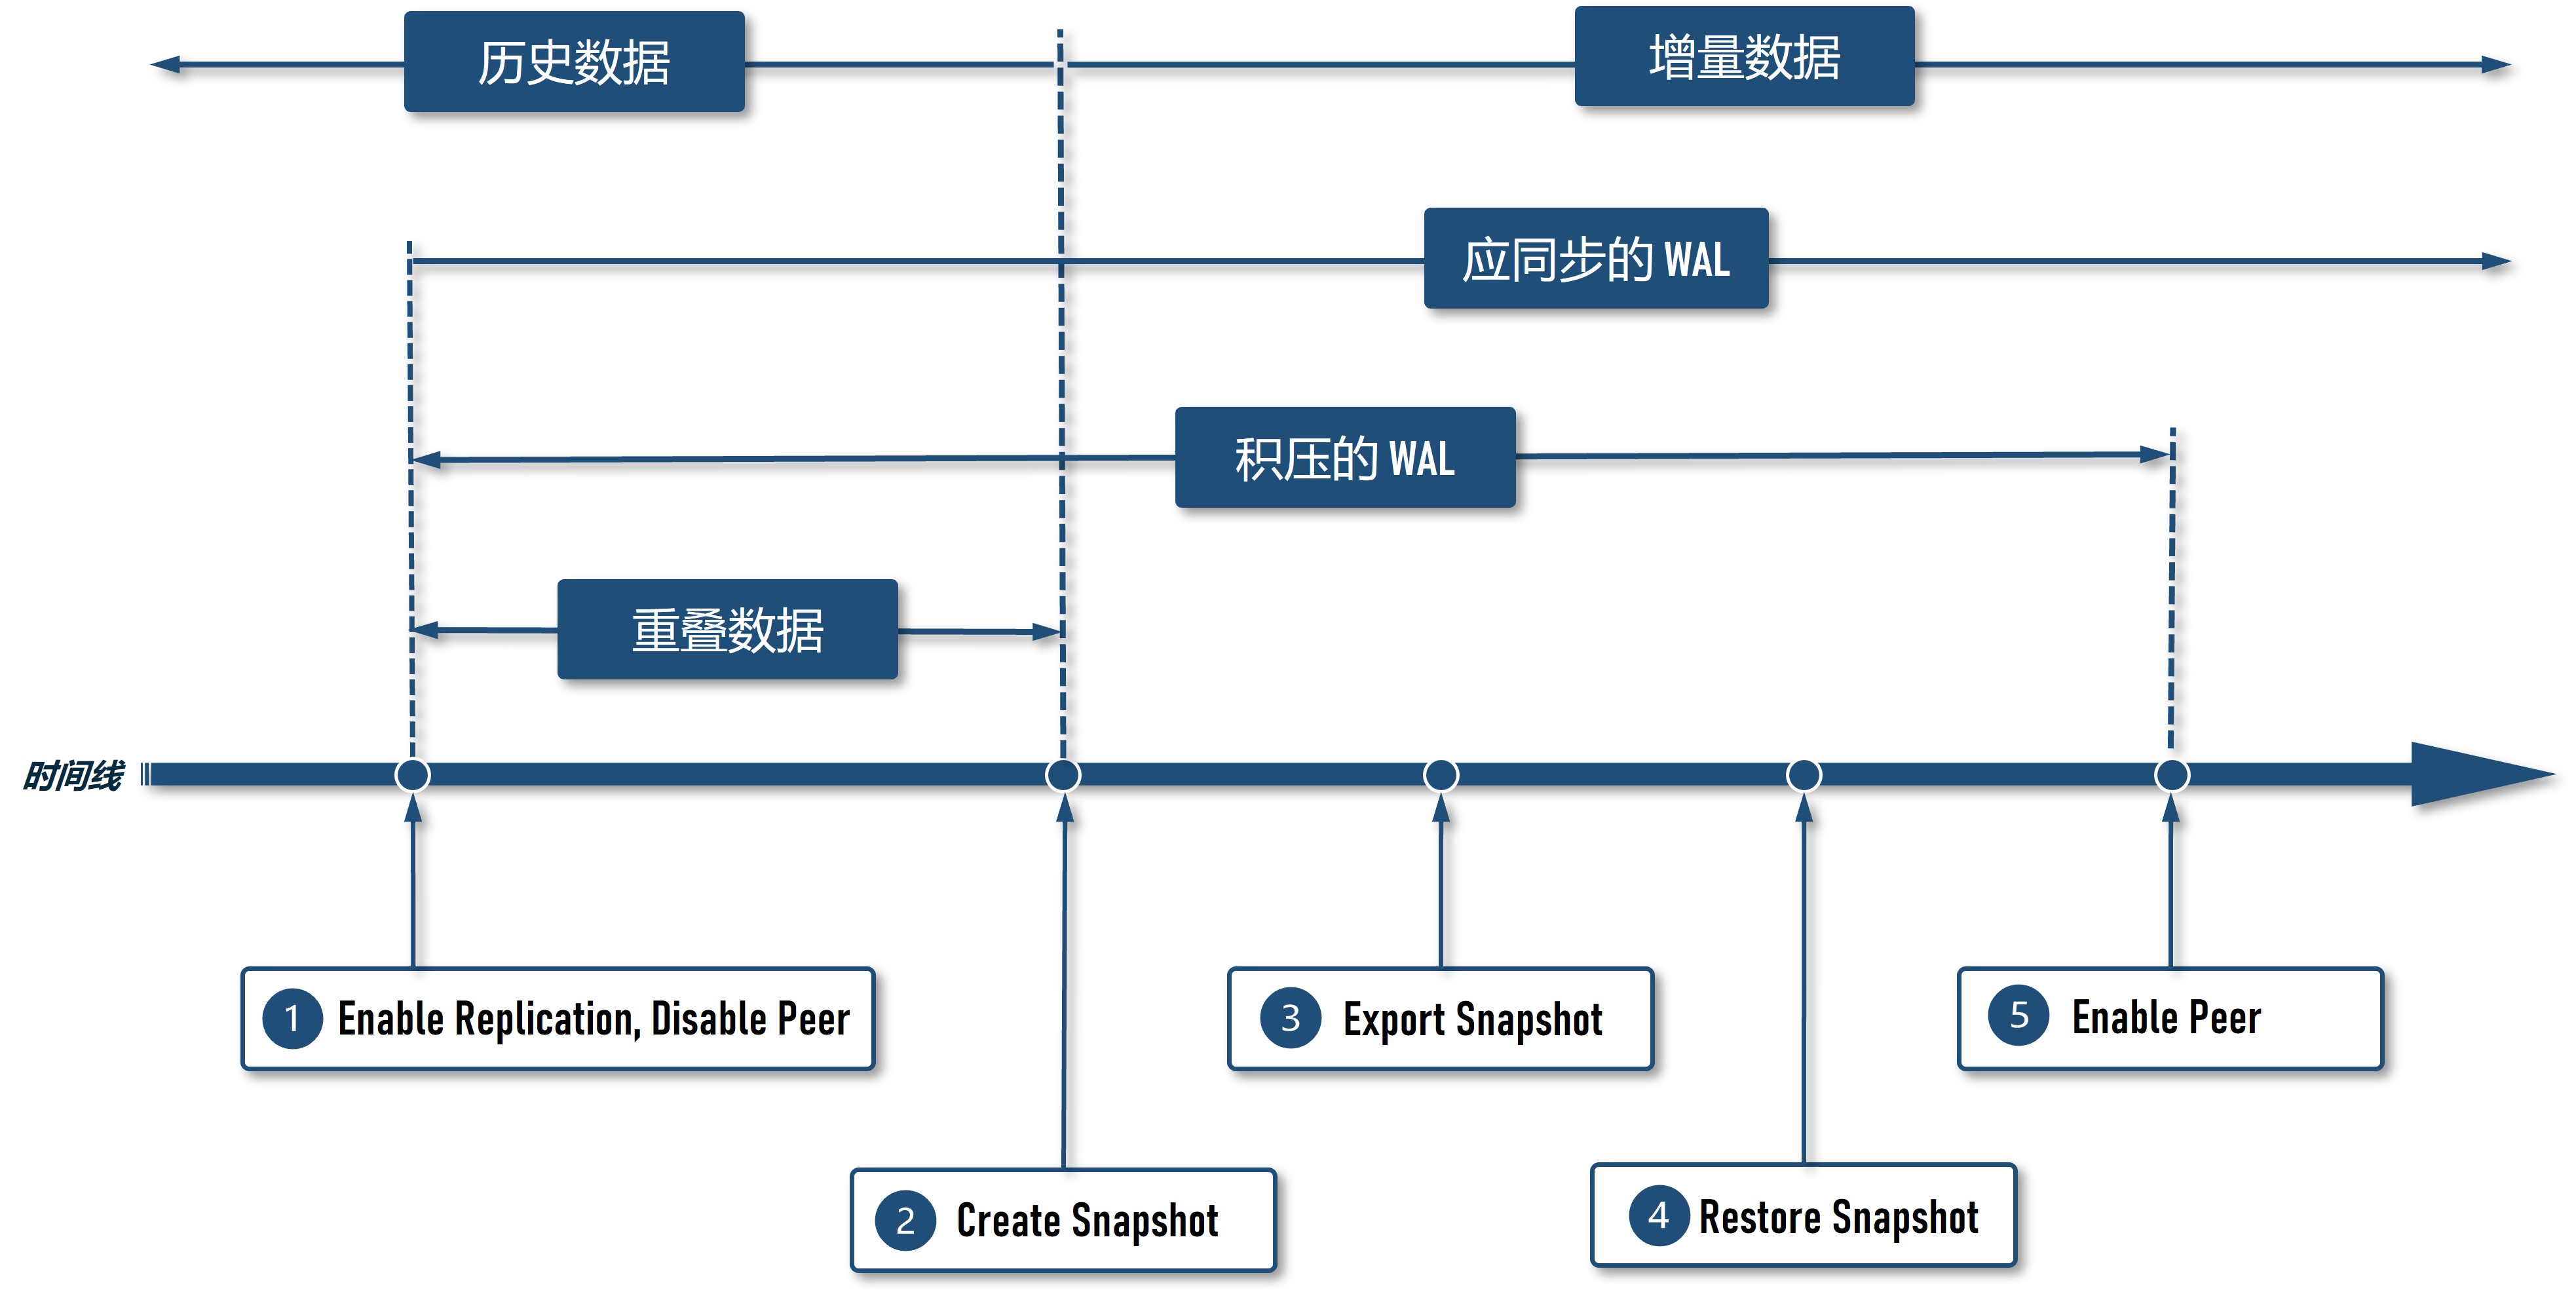 历史数据
增量数据
应同步的 WAL
积压的 WAL
重叠数据
时间线
1 Enable Replication, Disable Peer
3 Export Snapshot
5 Enable Peer
2 Create Snapshot
4 Restore Snapshot